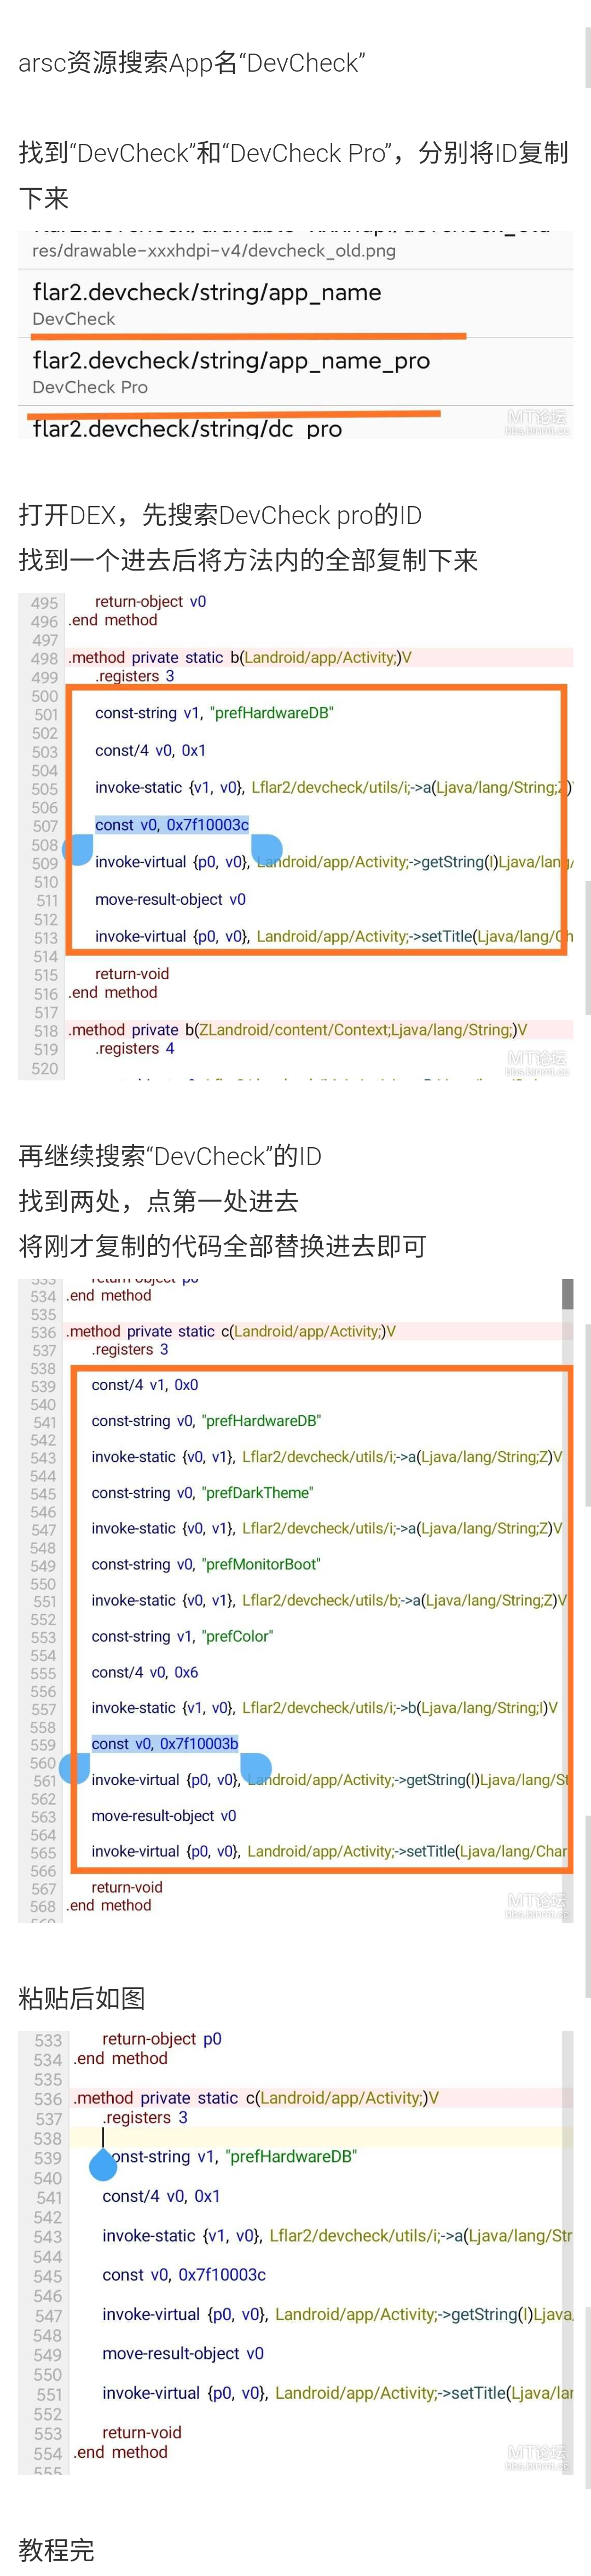 arsc资源搜索App名“DevCheck”
找到“DevCheck”和“DevCheck Pro”，分别将ID复制
下来
res/drawable-xxxhdpi-v4/devcheck_old.png
flar2.devcheck/string/app_name
DevCheck
flar2.devcheck/string/app_name_pro
DevCheck Pro
flar2.devcheck/string/dc_pro
MT论坛
bbs.binmt.cc
打开DEX，先搜索DevCheck pro的ID
找到一个进去后将方法内的全部复制下来
495 return-object v0
496 .end method
497
498 .method private static b(Landroid/app/Activity;)V
499 .registers 3
500
501 const-string v1, "prefHardwareDB"
502
503 const/4 v0, 0x1
504
505 invoke-static {v1, v0}, Lflar2/devcheck/utils/i;->a(Ljava/lang/String;Z)
506
507 const v0, 0x7f10003c
508
509 invoke-virtual {p0, v0}, Landroid/app/Activity;->getString(I)Ljava/lang/
510
511 move-result-object v0
512
513 invoke-virtual {p0, v0}, Landroid/app/Activity;->setTitle(Ljava/lang/Ch
514
515 return-void
516 .end method
517
518 .method private b(ZLandroid/content/Context;Ljava/lang/String;)V
519 .registers 4
520
MT论坛
bbs.binmt.cc
再继续搜索“DevCheck”的ID
找到两处，点第一处进去
将刚才复制的代码全部替换进去即可
533 return-object p0
534 .end method
535
536 .method private static c(Landroid/app/Activity;)V
537 .registers 3
538
539 const/4 v1, 0x0
540
541 const-string v0, "prefHardwareDB"
542
543 invoke-static {v0, v1}, Lflar2/devcheck/utils/i;->a(Ljava/lang/String;Z)V
544
545 const-string v0, "prefDarkTheme"
546
547 invoke-static {v0, v1}, Lflar2/devcheck/utils/i;->a(Ljava/lang/String;Z)V
548
549 const-string v0, "prefMonitorBoot"
550
551 invoke-static {v0, v1}, Lflar2/devcheck/utils/b;->a(Ljava/lang/String;Z)V
552
553 const-string v1, "prefColor"
554
555 const/4 v0, 0x6
556
557 invoke-static {v1, v0}, Lflar2/devcheck/utils/i;->b(Ljava/lang/String;I)V
558
559 const v0, 0x7f10003b
560
561 invoke-virtual {p0, v0}, Landroid/app/Activity;->getString(I)Ljava/lang/St
562
563 move-result-object v0
564
565 invoke-virtual {p0, v0}, Landroid/app/Activity;->setTitle(Ljava/lang/Char
566
567 return-void
568 .end method
MT论坛
bbs.binmt.cc
粘贴后如图
533 return-object p0
534 .end method
535
536 .method private static c(Landroid/app/Activity;)V
537 .registers 3
538
539 onst-string v1, "prefHardwareDB"
540
541 const/4 v0, 0x1
542
543 invoke-static {v1, v0}, Lflar2/devcheck/utils/i;->a(Ljava/lang/Str
544
545 const v0, 0x7f10003c
546
547 invoke-virtual {p0, v0}, Landroid/app/Activity;->getString(I)Ljava
548
549 move-result-object v0
550
551 invoke-virtual {p0, v0}, Landroid/app/Activity;->setTitle(Ljava/lar
552
553 return-void
554 .end method
555
MT论坛
bbs.binmt.cc
教程完